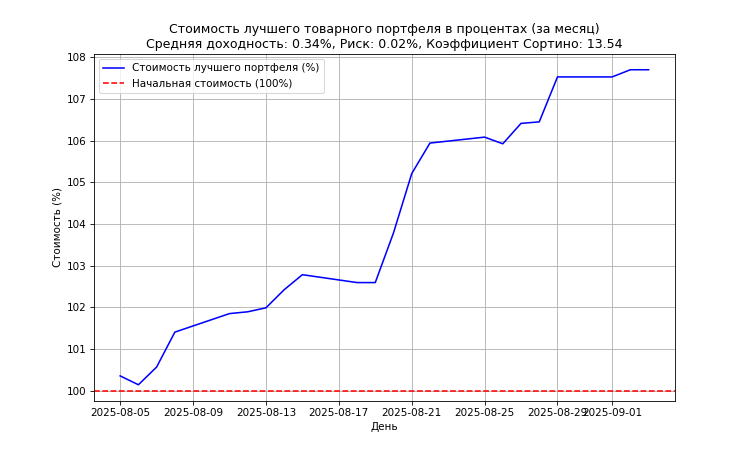 Стоимость лучшего товарного портфеля в процентах (за месяц)
Средняя доходность: 0.34%, Риск: 0.02%, Коэффициент Сортино: 13.54
Стоимость лучшего портфеля (%)
Начальная стоимость (100%)
Стоимость (%)
108
107
106
105
104
103
102
101
100
2025-08-05
2025-08-09
2025-08-13
2025-08-17
2025-08-21
2025-08-25
2025-08-29
2025-09-01
День